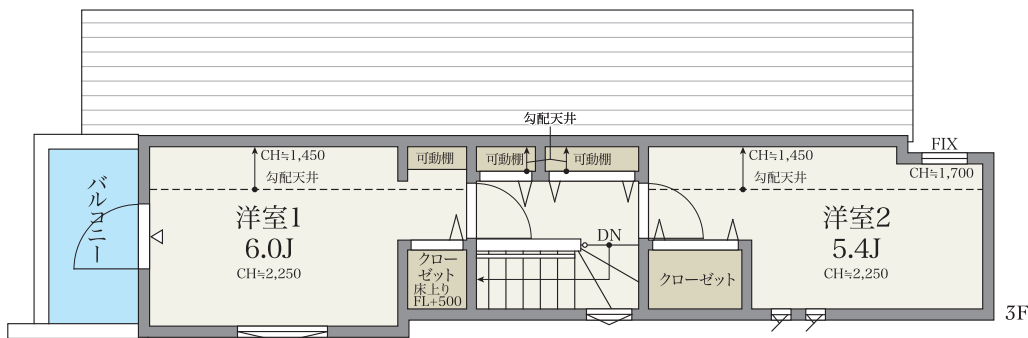 勾配天井
バルコニー
CH≒1,450
勾配天井
洋室1
6.0J
CH≒2,250
可動棚
可動棚
可動棚
クロー
ゼット
床上り
FL+500
DN
クローゼット
CH≒1,450
勾配天井
FIX
CH≒1,700
洋室2
5.4J
CH≒2,250
3F